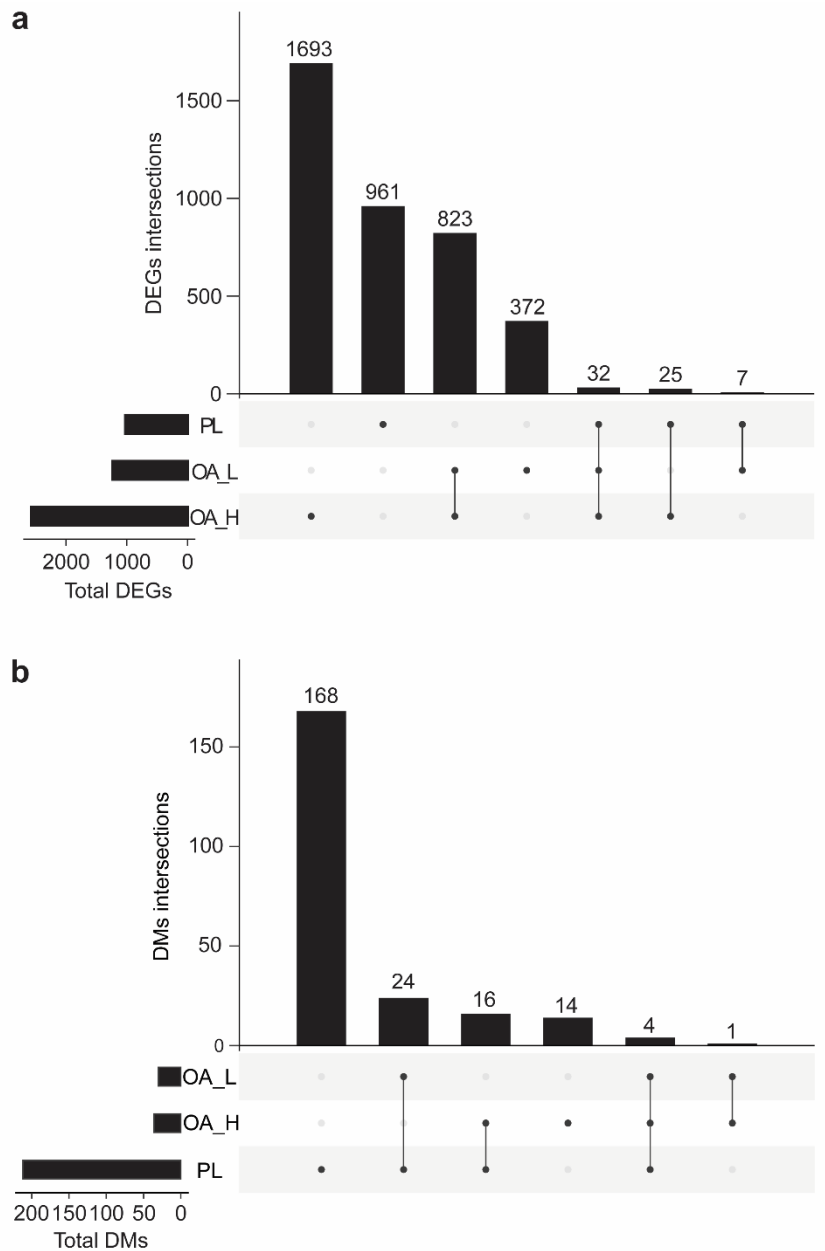 a
DEGs intersections
1500
1000
500
0
1693
961
823
372
32
25
7
PL
OA_L
OA_H
2000 1000 0
Total DEGs
b
DMs intersections
150
100
50
0
168
24
16
14
4
1
OA_L
OA_H
PL
200 150 100 50 0
Total DMs